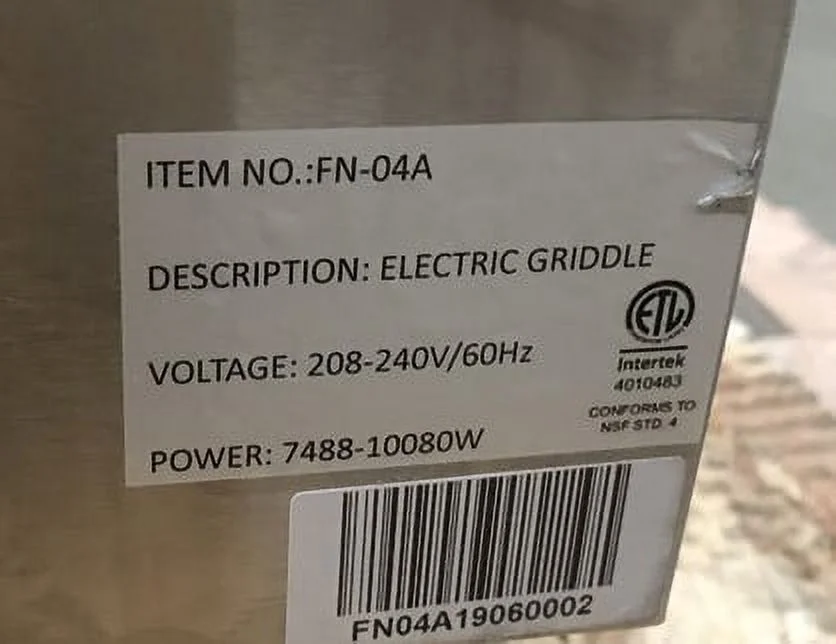 ITEM NO.:FN-04A
DESCRIPTION: ELECTRIC GRIDDLE
ETL
Intertek
4010483
VOLTAGE: 208-240V/60Hz
CONFORMS TO
NSF STD 4
POWER: 7488-10080W
FN04A19060002